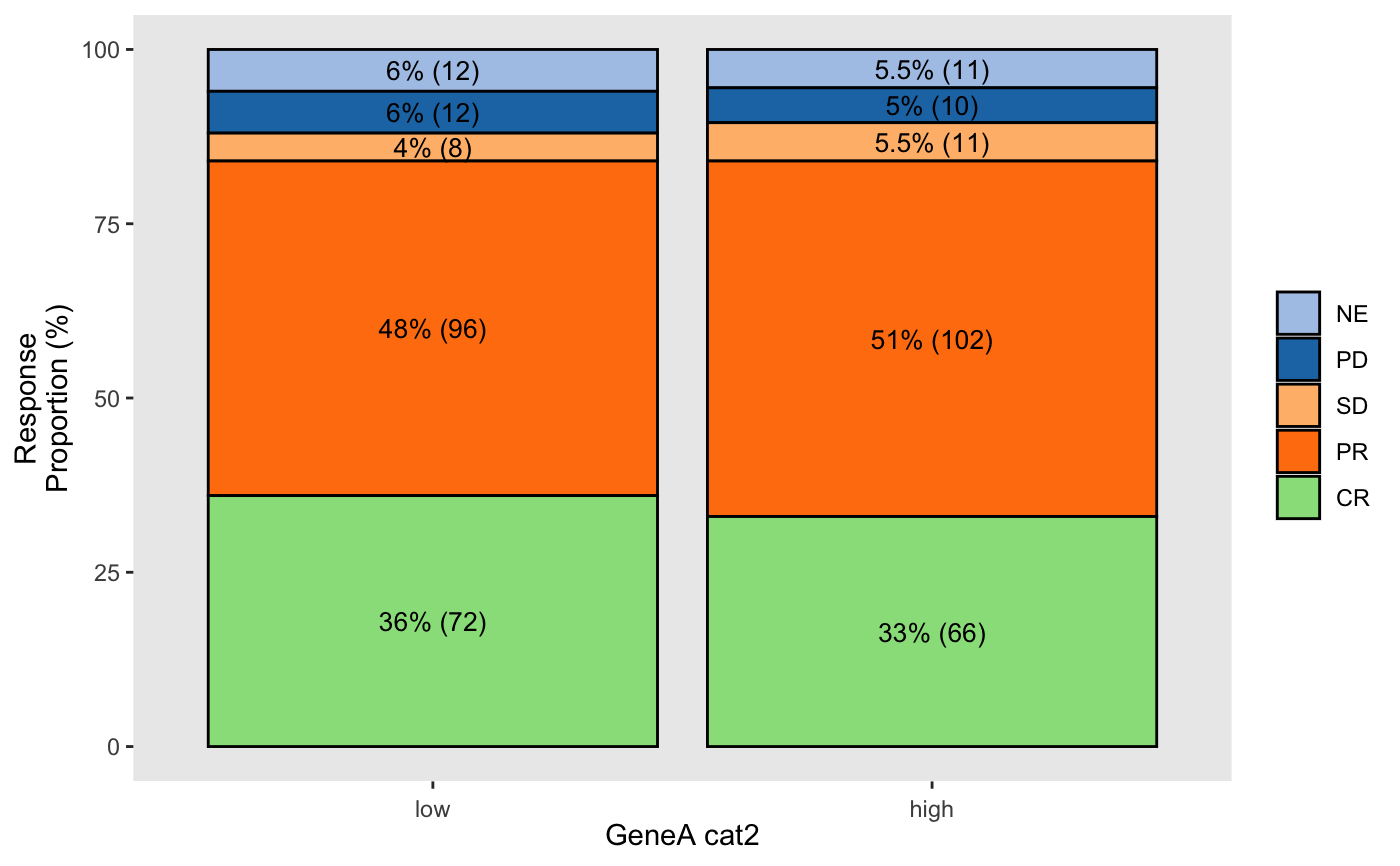 Response
Proportion (%)
100
75
50
25
0
6% (12)
6% (12)
4% (8)
48% (96)
36% (72)
5.5% (11)
5% (10)
5.5% (11)
51% (102)
33% (66)
low
high
GeneA cat2
NE
PD
SD
PR
CR